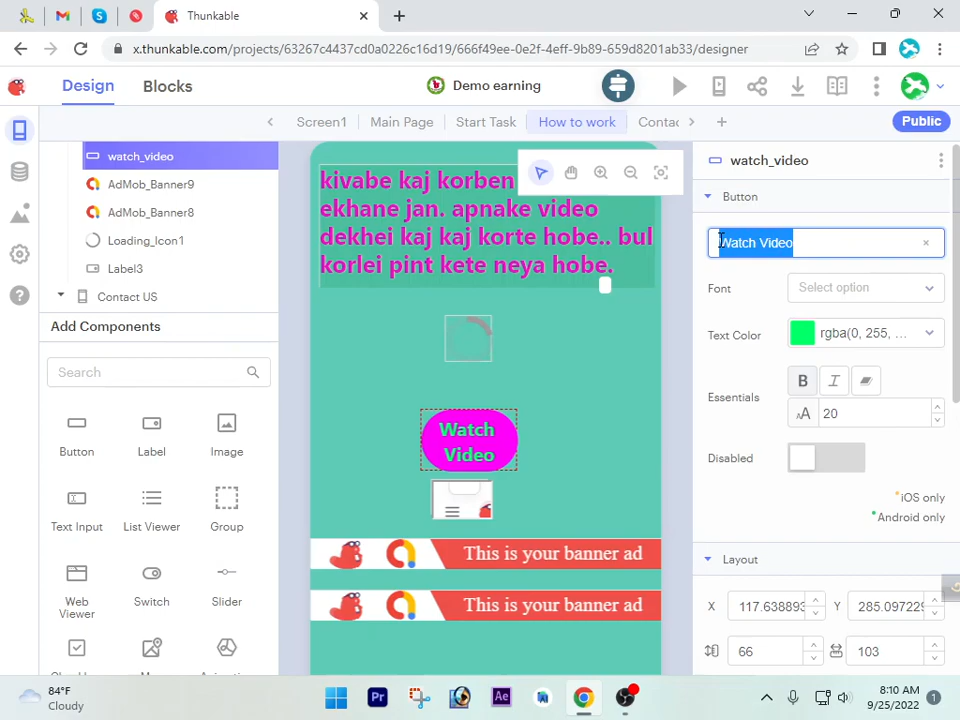 Thunkable
x.thunkable.com/projects/63267c4437cd0a0226c16d19/666f49ee-0e2f-4eff-9b89-659d8201ab33/designer
Design
Blocks
Demo earning
Screen1
Main Page
Start Task
How to work
Contac
Public
watch_video
AdMob_Banner9
AdMob_Banner8
Loading_Icon1
Label3
Contact US
Add Components
Search
Button
Label
Image
Text Input
List Viewer
Group
Web
Viewer
Switch
Slider
kivabe kaj korben
ekhane jan. apnake video
dekhei kaj kaj korte hobe.. bul
korlei pint kete neya hobe.
Watch
Video
This is your banner ad
This is your banner ad
watch_video
Button
Watch Video
Font
Select option
Text Color
rgba(0, 255, ...
Essentials
B
I
AA
20
Disabled
*iOS only
*Android only
Layout
X
117.638893
Y
285.097229
66
103
84°F
Cloudy
Pr
Ae
8:10 AM
9/25/2022
1